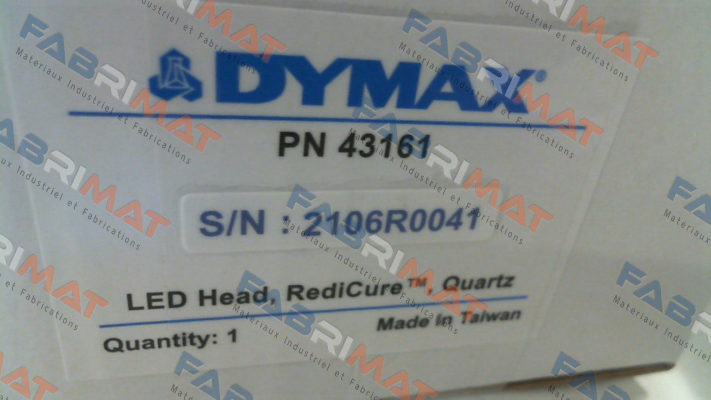 DYMAX®
PN 43161
S/N : 2106R0041
LED Head, RediCure™, Quartz
Quantity: 1
Made in Taiwan
FABRIMAT
Materiaux Industriel et Fabrications